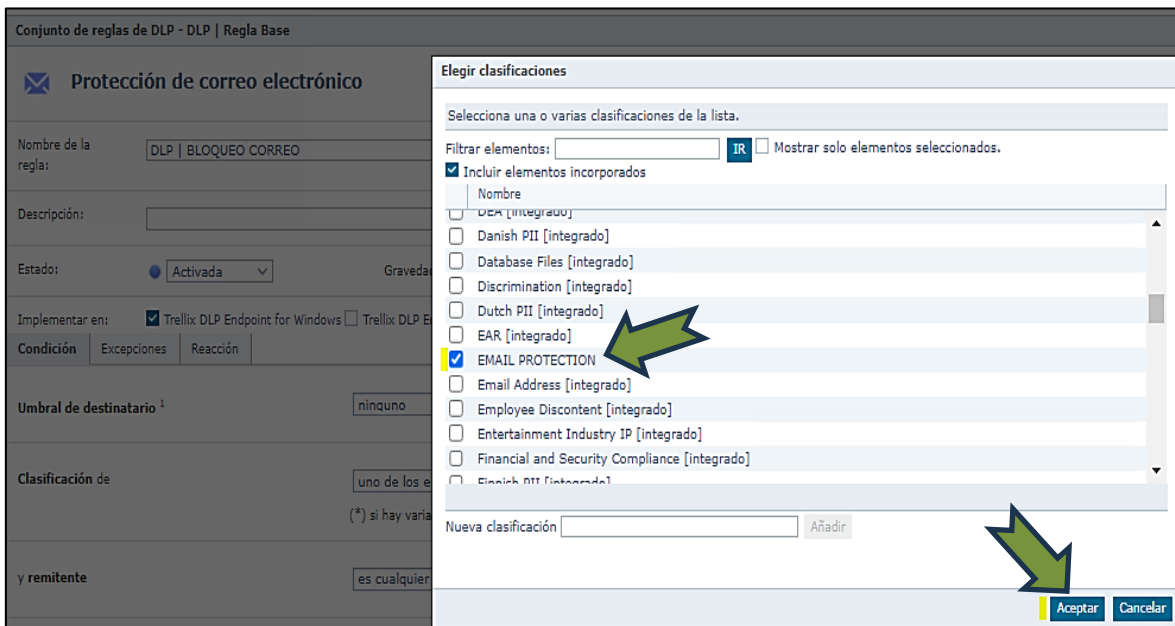 Conjunto de reglas de DLP - DLP | Regla Base
Protección de correo electrónico
Nombre de la regla:
DLP | BLOQUEO CORREO
Descripción:
Estado:
Activada
Implementar en:
Trellix DLP Endpoint for Windows
Trellix DLP
Condición
Excepciones
Reacción
Umbral de destinatario 1
ninguno
Clasificación de
uno de los
(*) si hay
y remitente
es cualquier
Elegir clasificaciones
Selecciona una o varias clasificaciones de la lista.
Filtrar elementos:
IR
Mostrar solo elementos seleccionados.
Incluir elementos incorporados
Nombre
DEA [integrado]
Danish PII [integrado]
Database Files [integrado]
Discrimination [integrado]
Dutch PII [integrado]
EAR [integrado]
EMAIL PROTECTION
Email Address [integrado]
Employee Discontent [integrado]
Entertainment Industry IP [integrado]
Financial and Security Compliance [integrado]
Finnish PII [integrado]
Nueva clasificación
Añadir
Aceptar
Cancelar